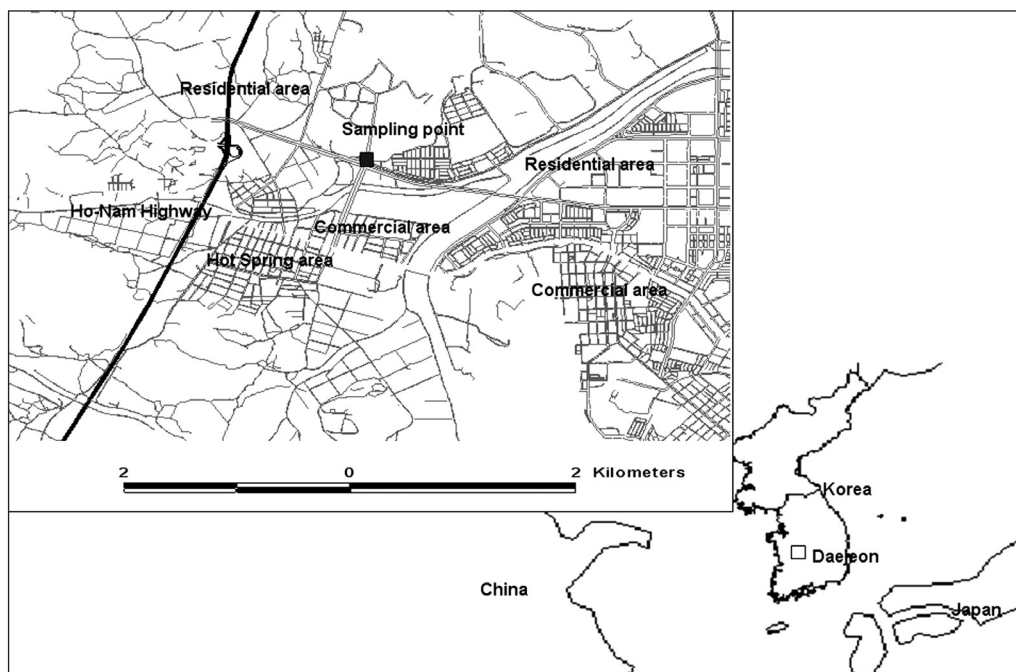 Residential area
Sampling point
Residential area
Ho-Nam Highway
Commercial area
Hot Spring area
Commercial area
2 0 2 Kilometers
Korea
Daejeon
China
Japan